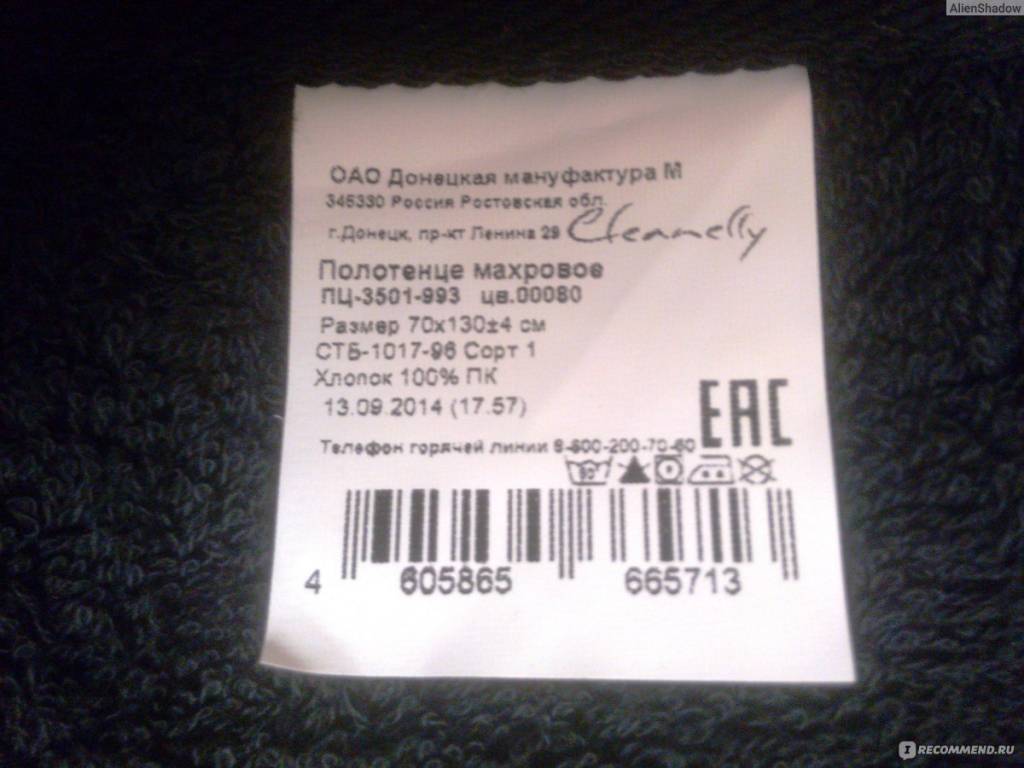 AlienShadow
ОАО Донецкая мануфактура М
346330 Россия Ростовская обл.
г.Донецк, пр-кт Ленина 29 Cleanelly
Полотенце махровое
ПЦ-3501-993 цв.00080
Размер 70х130±4 см
СТБ-1017-96 Сорт 1
Хлопок 100% ПК
13.09.2014 (17.57)
Телефон горячей линии 8-800-200-70-60
EAC
4 605865 665713
IRECOMMEND.RU